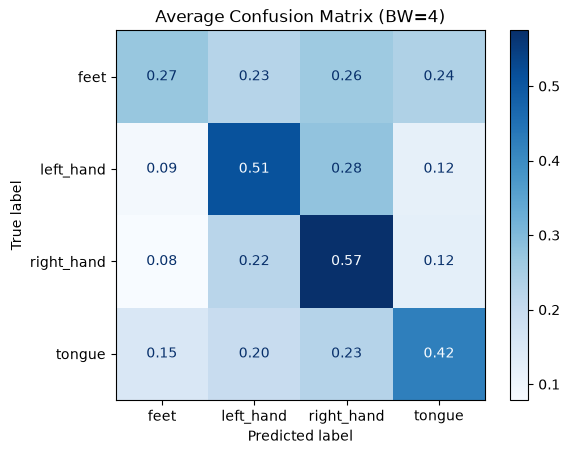 Average Confusion Matrix (BW=4)
True label
feet 0.27 0.23 0.26 0.24
left_hand 0.09 0.51 0.28 0.12
right_hand 0.08 0.22 0.57 0.12
tongue 0.15 0.20 0.23 0.42
feet left_hand right_hand tongue
Predicted label
0.5
0.4
0.3
0.2
0.1